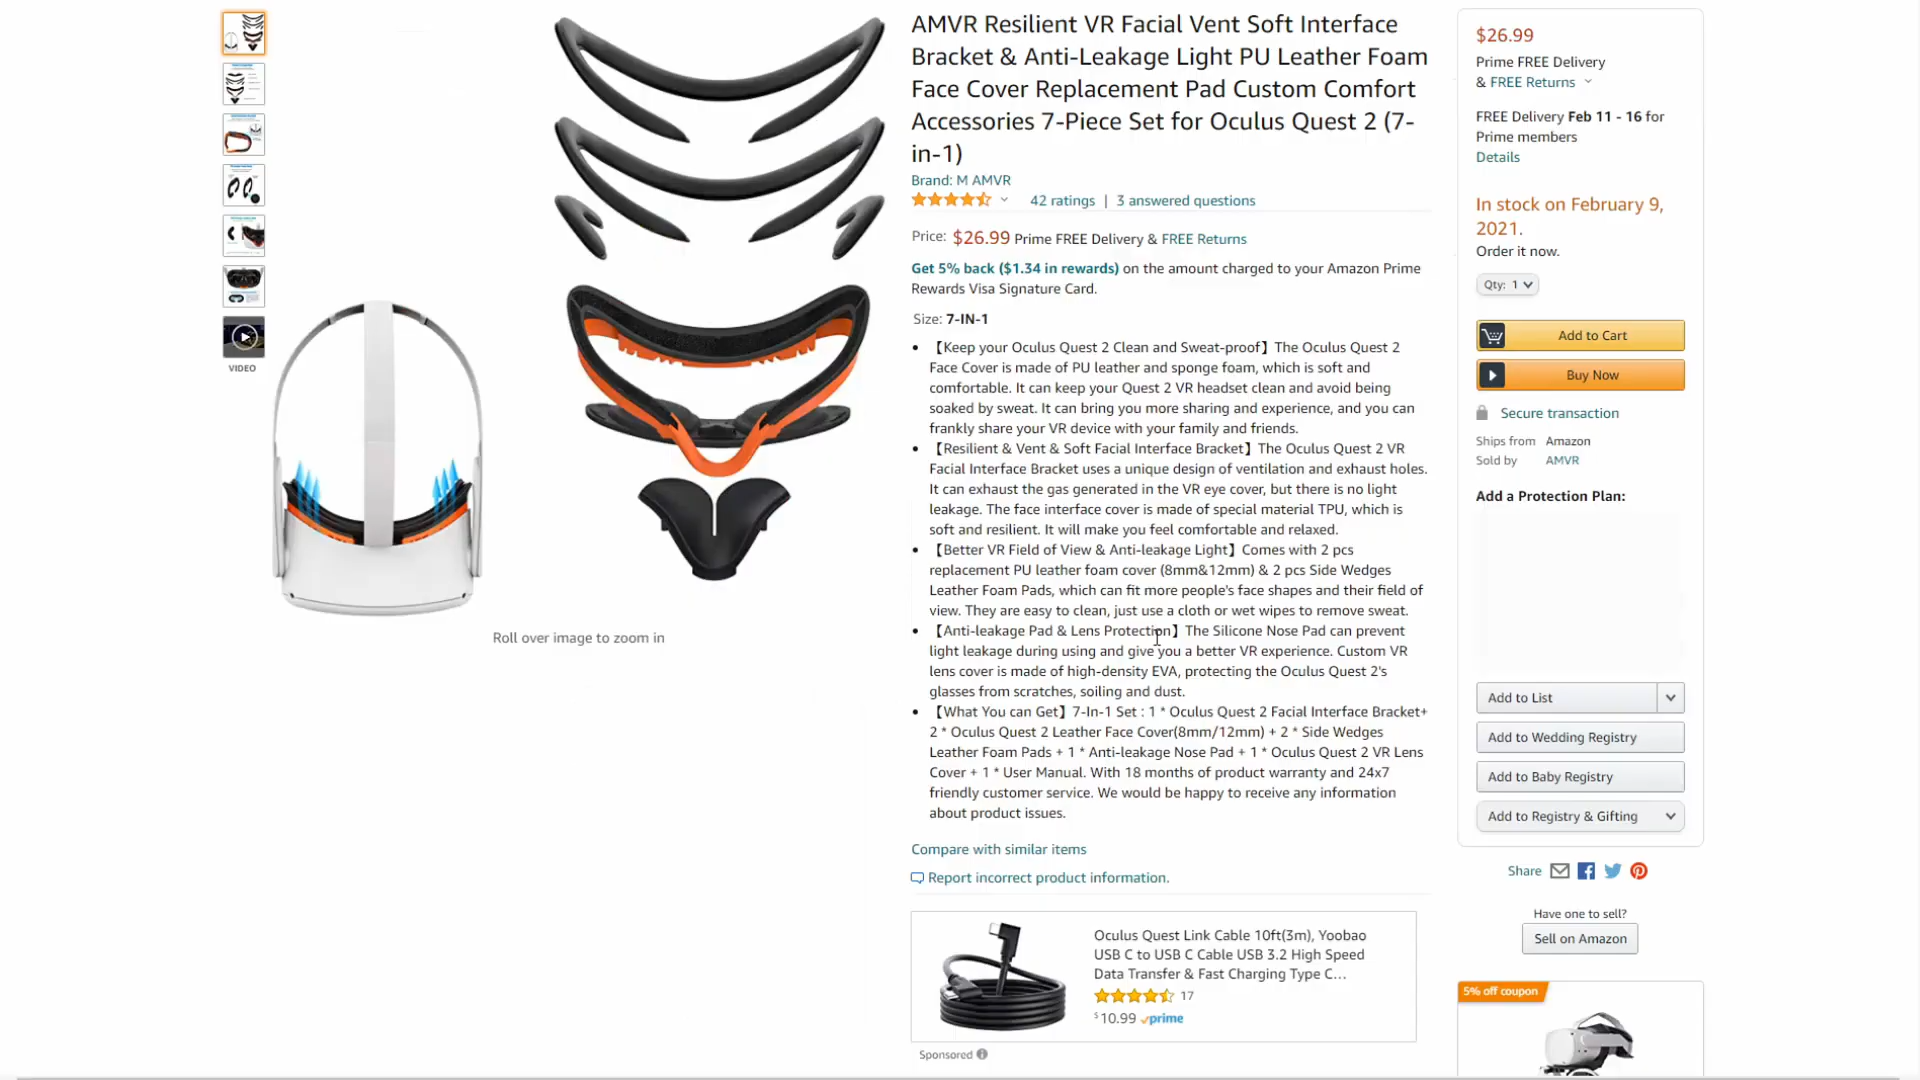 VIDEO
Roll over image to zoom in
AMVR Resilient VR Facial Vent Soft Interface
Bracket & Anti-Leakage Light PU Leather Foam
Face Cover Replacement Pad Custom Comfort
Accessories 7-Piece Set for Oculus Quest 2 (7-
in-1)
Brand: M AMVR
42 ratings | 3 answered questions
Price: $26.99 Prime FREE Delivery & FREE Returns
Get 5% back ($1.34 in rewards) on the amount charged to your Amazon Prime
Rewards Visa Signature Card.
Size: 7-IN-1
• 【Keep your Oculus Quest 2 Clean and Sweat-proof】The Oculus Quest 2
Face Cover is made of PU leather and sponge foam, which is soft and
comfortable. It can keep your Quest 2 VR headset clean and avoid being
soaked by sweat. It can bring you more sharing and experience, and you can
frankly share your VR device with your family and friends.
• 【Resilient & Vent & Soft Facial Interface Bracket】The Oculus Quest 2 VR
Facial Interface Bracket uses a unique design of ventilation and exhaust holes.
It can exhaust the gas generated in the VR eye cover, but there is no light
leakage. The face interface cover is made of special material TPU, which is
soft and resilient. It will make you feel comfortable and relaxed.
• 【Better VR Field of View & Anti-leakage Light】Comes with 2 pcs
replacement PU leather foam cover (8mm&12mm) & 2 pcs Side Wedges
Leather Foam Pads, which can fit more people's face shapes and their field of
view. They are easy to clean, just use a cloth or wet wipes to remove sweat.
• 【Anti-leakage Pad & Lens Protection】The Silicone Nose Pad can prevent
light leakage during using and give you a better VR experience. Custom VR
lens cover is made of high-density EVA, protecting the Oculus Quest 2's
glasses from scratches, soiling and dust.
• 【What You can Get】7-In-1 Set : 1 * Oculus Quest 2 Facial Interface Bracket+
2 * Oculus Quest 2 Leather Face Cover(8mm/12mm) + 2 * Side Wedges
Leather Foam Pads + 1 * Anti-leakage Nose Pad + 1 * Oculus Quest 2 VR Lens
Cover + 1 * User Manual. With 18 months of product warranty and 24x7
friendly customer service. We would be happy to receive any information
about product issues.
Compare with similar items
Report incorrect product information.
Oculus Quest Link Cable 10ft(3m), Yoobao
USB C to USB C Cable USB 3.2 High Speed
Data Transfer & Fast Charging Type C...
17
$10.99 prime
Sponsored
$26.99
Prime FREE Delivery
& FREE Returns
FREE Delivery Feb 11 - 16 for
Prime members
Details
In stock on February 9,
2021.
Order it now.
Qty: 1
Add to Cart
Buy Now
Secure transaction
Ships from Amazon
Sold by AMVR
Add a Protection Plan:
Add to List
Add to Wedding Registry
Add to Baby Registry
Add to Registry & Gifting
Share
Have one to sell?
Sell on Amazon
5% off coupon